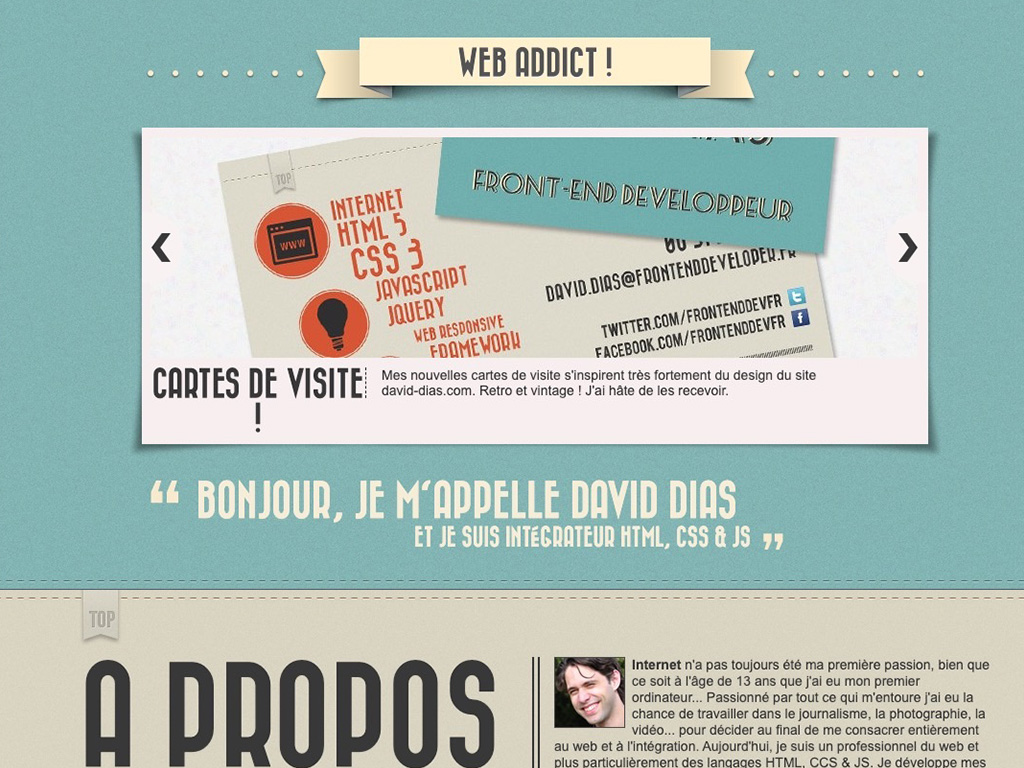 WEB ADDICT !
FRONT-END DEVELOPPEUR
TOP
INTERNET
HTML 5
CSS 3
JAVASCRIPT
JQUERY
WEB RESPONSIVE
FRAMEWORK
WWW
DAVID.DIAS@FRONTENDDEVELOPER.FR
TWITTER.COM/FRONTENDDEVFR
FACEBOOK.COM/FRONTENDDEVFR
CARTES DE VISITE
!
Mes nouvelles cartes de visite s'inspirent très fortement du design du site
david-dias.com. Retro et vintage ! J'ai hâte de les recevoir.
“ BONJOUR, JE M'APPELLE DAVID DIAS
ET JE SUIS INTÉGRATEUR HTML, CSS & JS ”
TOP
A PROPOS
Internet n'a pas toujours été ma première passion, bien que
ce soit à l'âge de 13 ans que j'ai eu mon premier
ordinateur... Passionné par tout ce qui m'entoure j'ai eu la
chance de travailler dans le journalisme, la photographie, la
vidéo... pour décider au final de me consacrer entièrement
au web et à l'intégration. Aujourd'hui, je suis un professionnel du web et
plus particulièrement des langages HTML, CCS & JS. Je développe mes